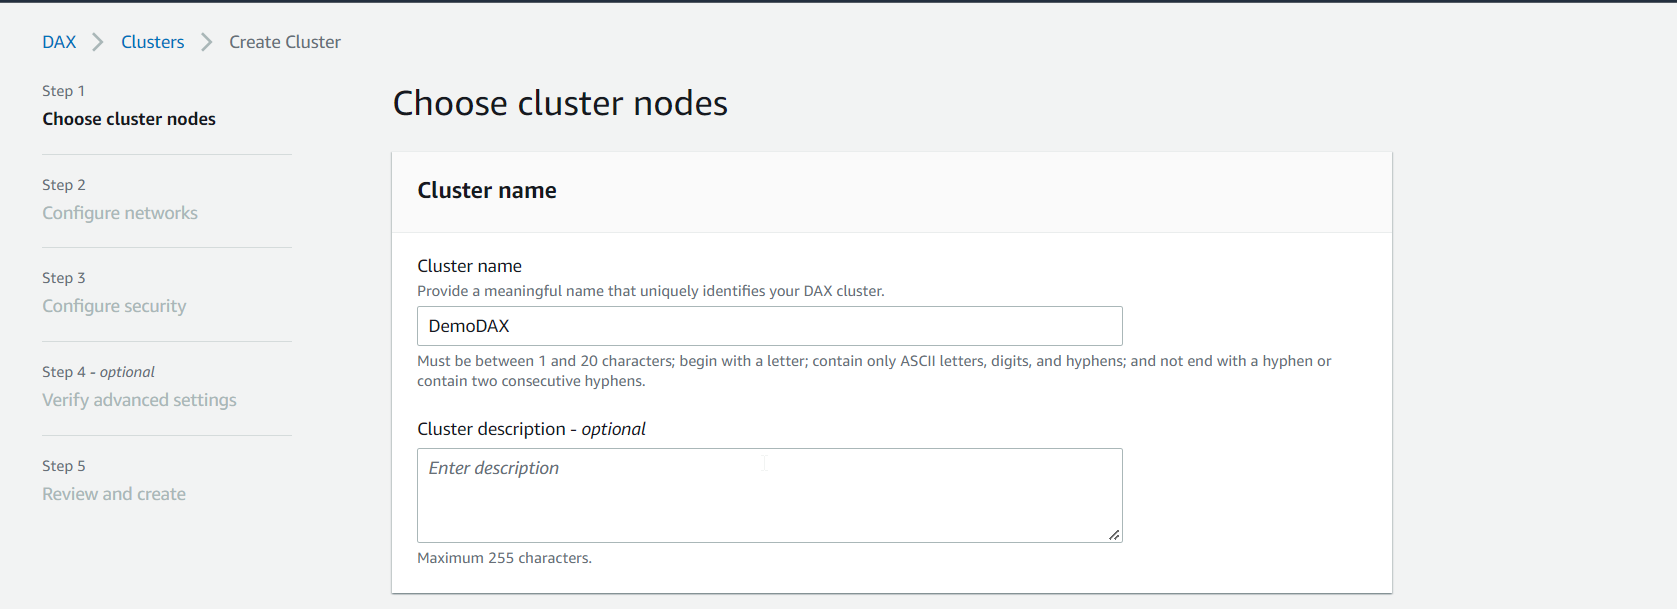 DAX > Clusters > Create Cluster
Step 1
Choose cluster nodes
Step 2
Configure networks
Step 3
Configure security
Step 4 - optional
Verify advanced settings
Step 5
Review and create
Choose cluster nodes
Cluster name
Cluster name
Provide a meaningful name that uniquely identifies your DAX cluster.
DemoDAX
Must be between 1 and 20 characters; begin with a letter; contain only ASCII letters, digits, and hyphens; and not end with a hyphen or
contain two consecutive hyphens.
Cluster description - optional
Enter description
Maximum 255 characters.